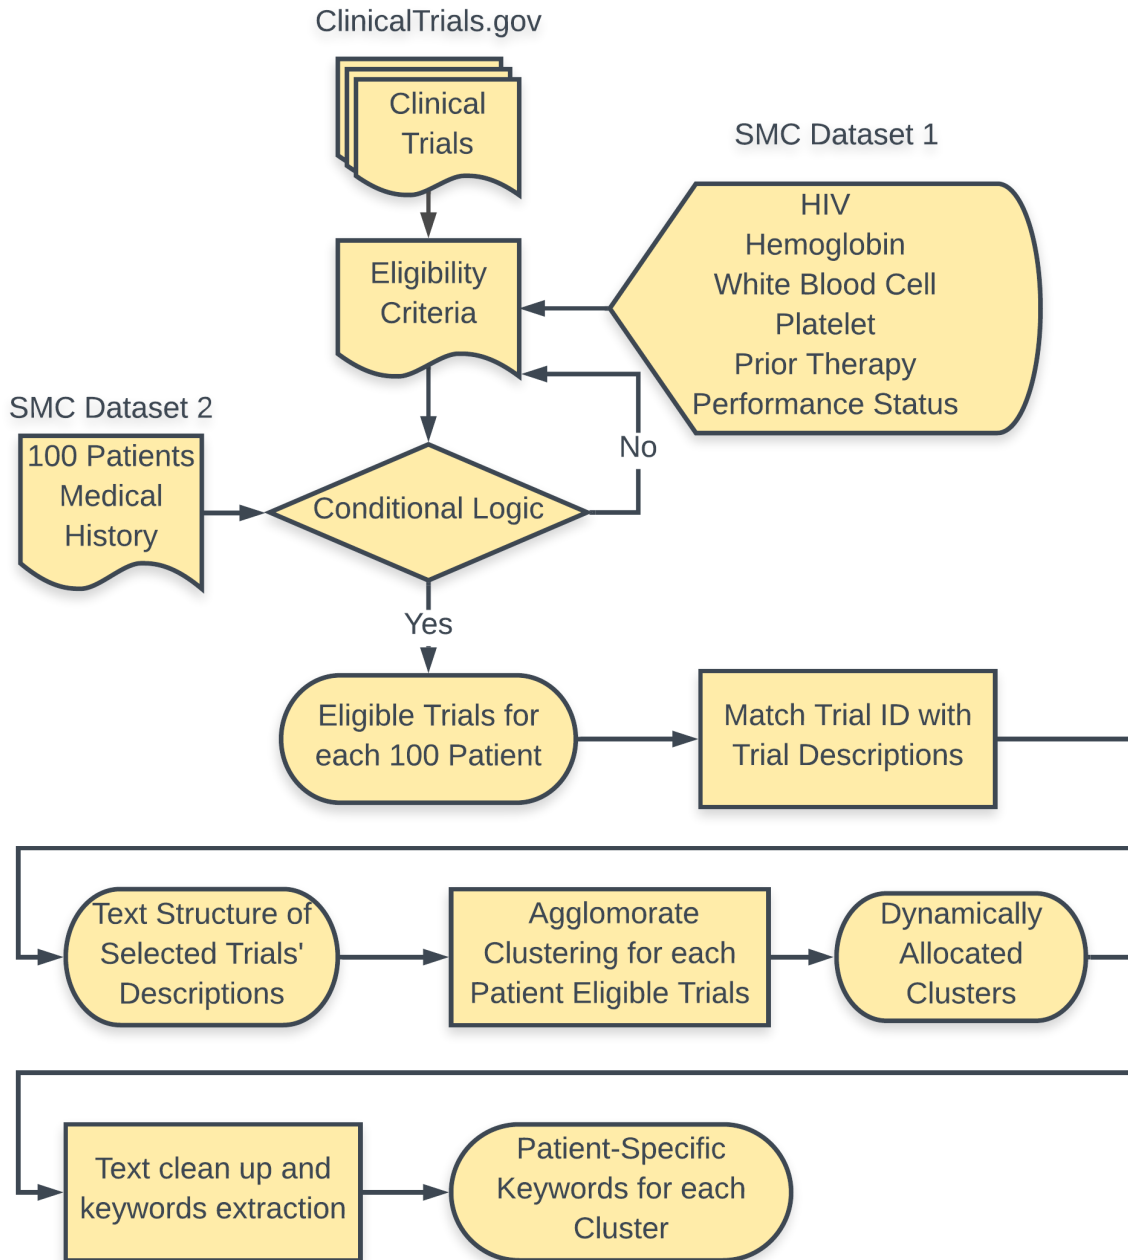 ClinicalTrials.gov
Clinical
Trials
SMC Dataset 1
HIV
Hemoglobin
White Blood Cell
Platelet
Prior Therapy
Performance Status
Eligibility
Criteria
SMC Dataset 2
100 Patients
Medical
History
No
Conditional Logic
Yes
Eligible Trials for
each 100 Patient
Match Trial ID with
Trial Descriptions
Text Structure of
Selected Trials'
Descriptions
Agglomorate
Clustering for each
Patient Eligible Trials
Dynamically
Allocated
Clusters
Text clean up and
keywords extraction
Patient-Specific
Keywords for each
Cluster